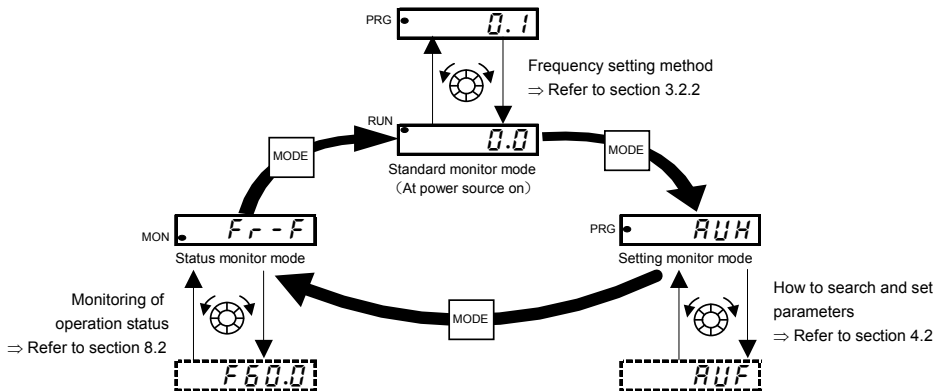 PRG
0.1
Frequency setting method
⇒ Refer to section 3.2.2
RUN
0.0
MODE
MODE
Standard monitor mode
（At power source on）
MON
Fr-F
Status monitor mode
PRG
AUH
Setting monitor mode
Monitoring of
operation status
⇒ Refer to section 8.2
MODE
How to search and set
parameters
⇒ Refer to section 4.2
F60.0
AUF